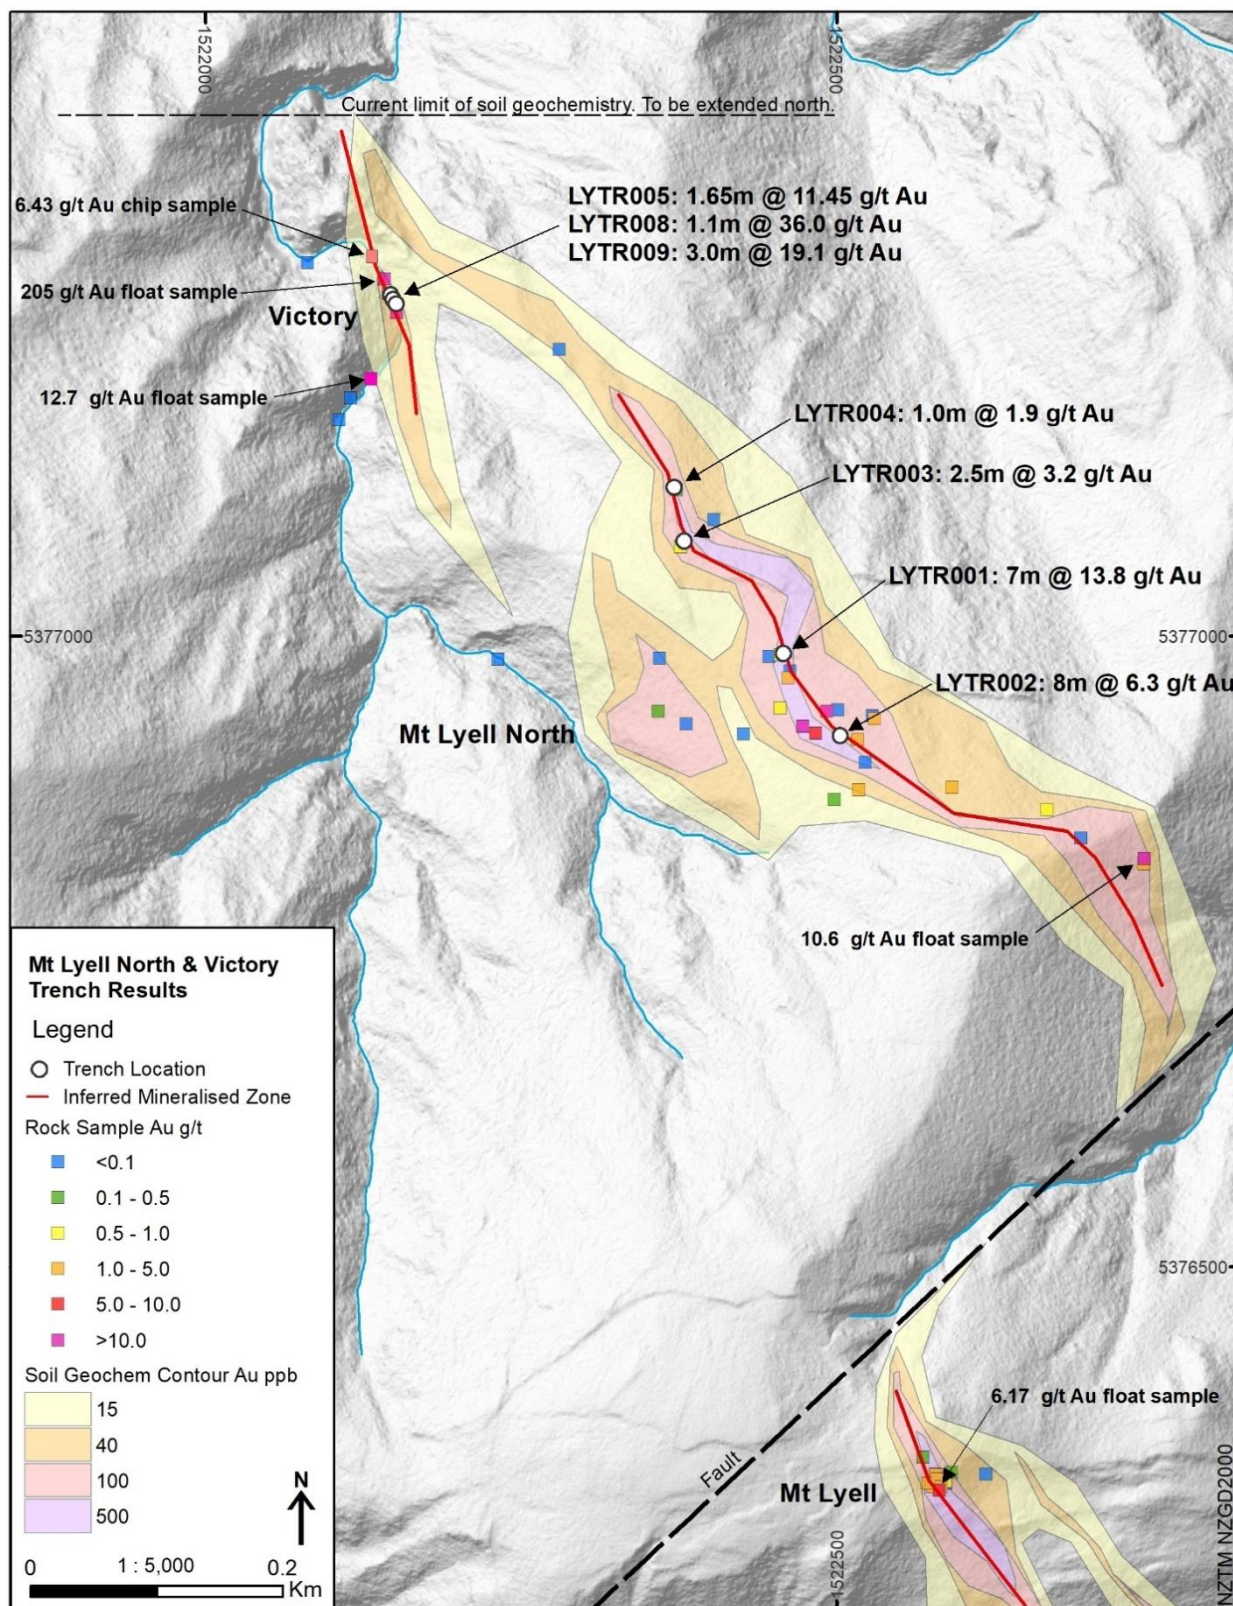 1522000
1522500
Current limit of soil geochemistry. To be extended north.
6.43 g/t Au chip sample
LYTR005: 1.65m @ 11.45 g/t Au
LYTR008: 1.1m @ 36.0 g/t Au
LYTR009: 3.0m @ 19.1 g/t Au
205 g/t Au float sample
Victory
12.7 g/t Au float sample
LYTR004: 1.0m @ 1.9 g/t Au
LYTR003: 2.5m @ 3.2 g/t Au
LYTR001: 7m @ 13.8 g/t Au
5377000
5377000
LYTR002: 8m @ 6.3 g/t Au
Mt Lyell North
10.6 g/t Au float sample
Mt Lyell North & Victory
Trench Results
Legend
Trench Location
Inferred Mineralised Zone
Rock Sample Au g/t
<0.1
0.1 - 0.5
0.5 - 1.0
1.0 - 5.0
5.0 - 10.0
>10.0
Soil Geochem Contour Au ppb
15
40
100
500
N
0
1 : 5,000
0.2
Km
5376500
6.17 g/t Au float sample
Fault
Mt Lyell
1522500
NZTM NZGD2000